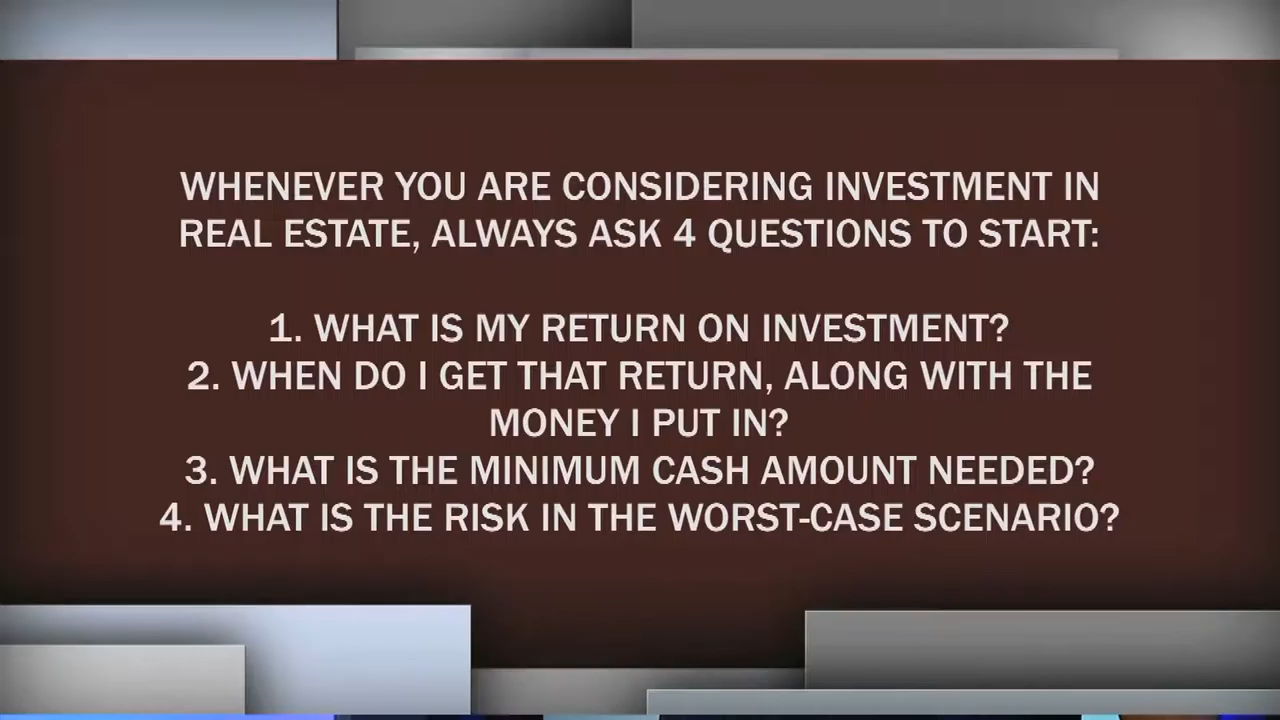 WHENEVER YOU ARE CONSIDERING INVESTMENT IN
REAL ESTATE, ALWAYS ASK 4 QUESTIONS TO START:
1. WHAT IS MY RETURN ON INVESTMENT?
2. WHEN DO I GET THAT RETURN, ALONG WITH THE
MONEY I PUT IN?
3. WHAT IS THE MINIMUM CASH AMOUNT NEEDED?
4. WHAT IS THE RISK IN THE WORST-CASE SCENARIO?